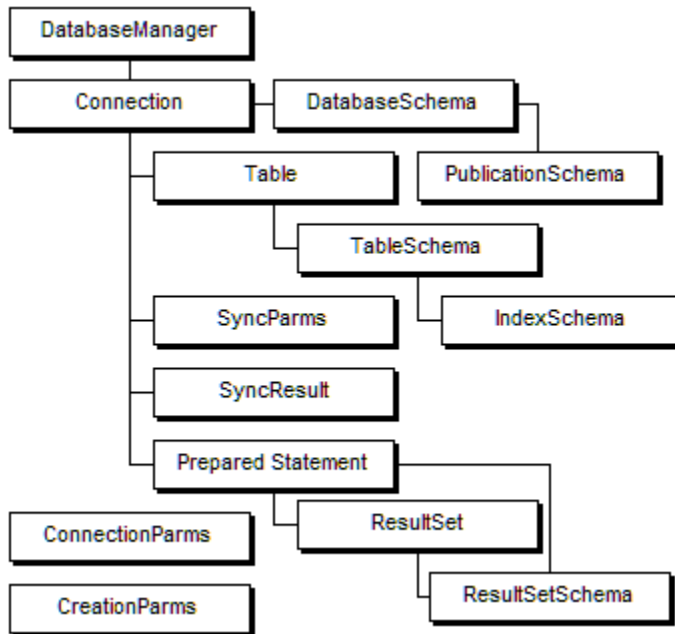 DatabaseManager
Connection
DatabaseSchema
Table
PublicationSchema
TableSchema
SyncParms
IndexSchema
SyncResult
Prepared Statement
ConnectionParms
ResultSet
CreationParms
ResultSetSchema